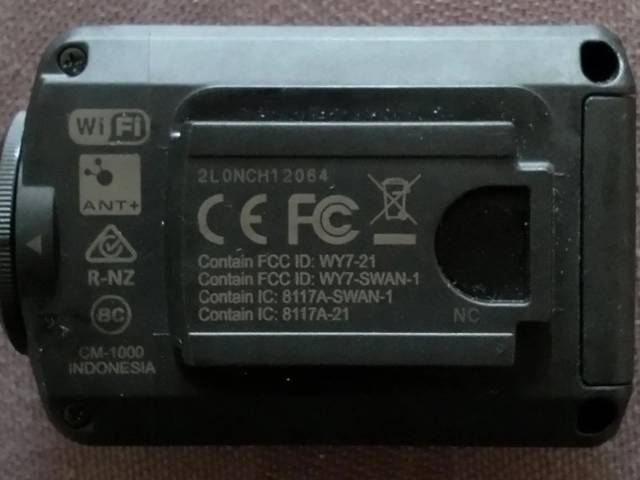 WiFi
ANT+
R-NZ
BC
CM-1000
INDONESIA
2L0NCH12064
CE FC
Contain FCC ID: WY7-21
Contain FCC ID: WY7-SWAN-1
Contain IC: 8117A-SWAN-1
Contain IC: 8117A-21
NC